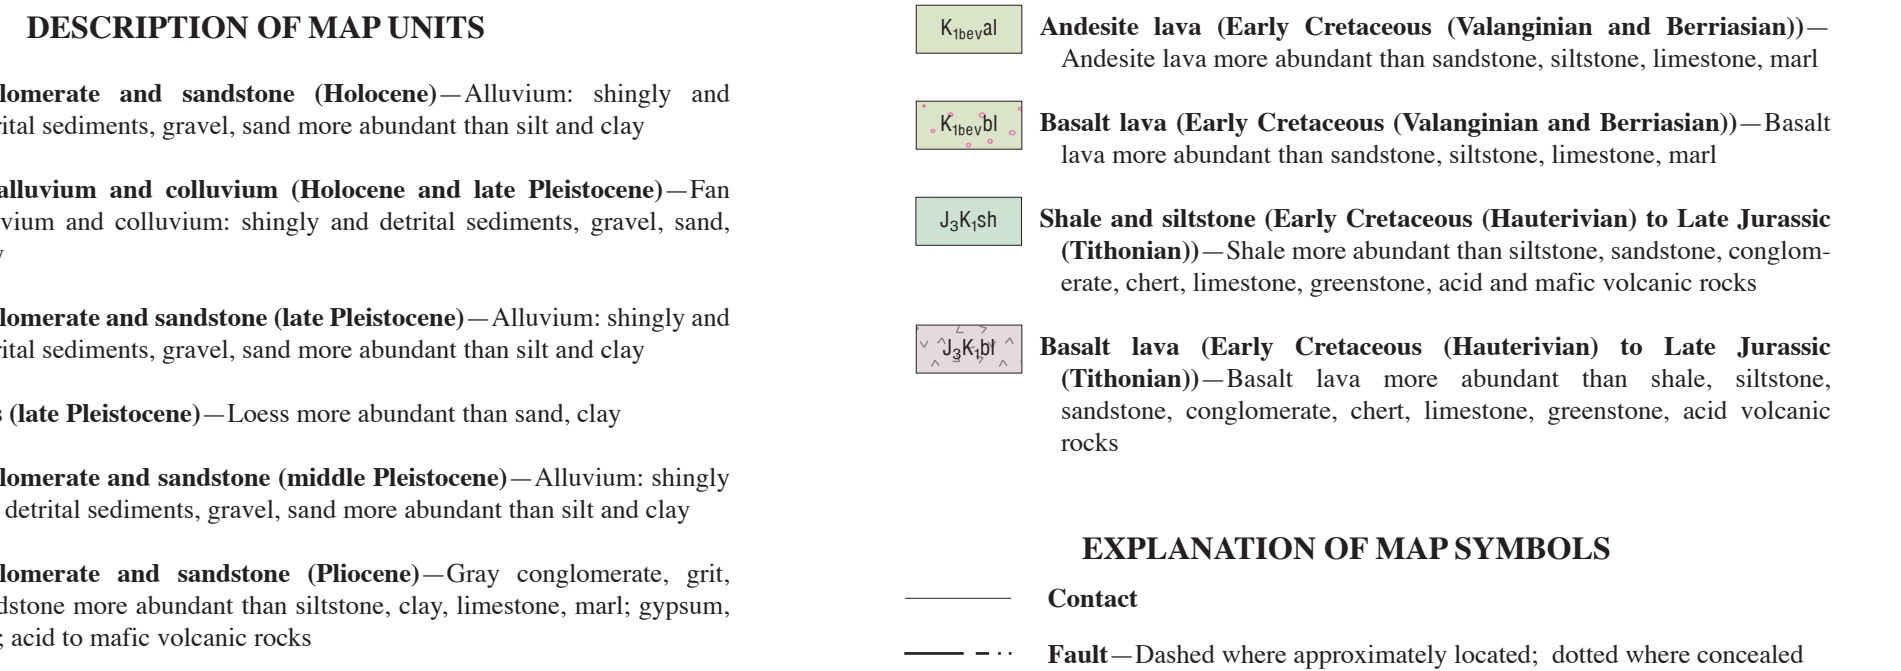 DESCRIPTION OF MAP UNITS
lomerate and sandstone (Holocene)—Alluvium: shingly and
rital sediments, gravel, sand more abundant than silt and clay
alluvium and colluvium (Holocene and late Pleistocene)—Fan
vium and colluvium: shingly and detrital sediments, gravel, sand,
lomerate and sandstone (late Pleistocene)—Alluvium: shingly and
rital sediments, gravel, sand more abundant than silt and clay
s (late Pleistocene)—Loess more abundant than sand, clay
lomerate and sandstone (middle Pleistocene)—Alluvium: shingly
detrital sediments, gravel, sand more abundant than silt and clay
lomerate and sandstone (Pliocene)—Gray conglomerate, grit,
dstone more abundant than siltstone, clay, limestone, marl; gypsum,
; acid to mafic volcanic rocks
K1beval
Andesite lava (Early Cretaceous (Valanginian and Berriasian))—
Andesite lava more abundant than sandstone, siltstone, limestone, marl
K1bevbl
Basalt lava (Early Cretaceous (Valanginian and Berriasian))—Basalt
lava more abundant than sandstone, siltstone, limestone, marl
J3K1sh
Shale and siltstone (Early Cretaceous (Hauterivian) to Late Jurassic
(Tithonian))—Shale more abundant than siltstone, sandstone, conglom-
erate, chert, limestone, greenstone, acid and mafic volcanic rocks
J3K1bl
Basalt lava (Early Cretaceous (Hauterivian) to Late Jurassic
(Tithonian))—Basalt lava more abundant than shale, siltstone,
sandstone, conglomerate, chert, limestone, greenstone, acid volcanic
rocks
EXPLANATION OF MAP SYMBOLS
Contact
Fault—Dashed where approximately located; dotted where concealed